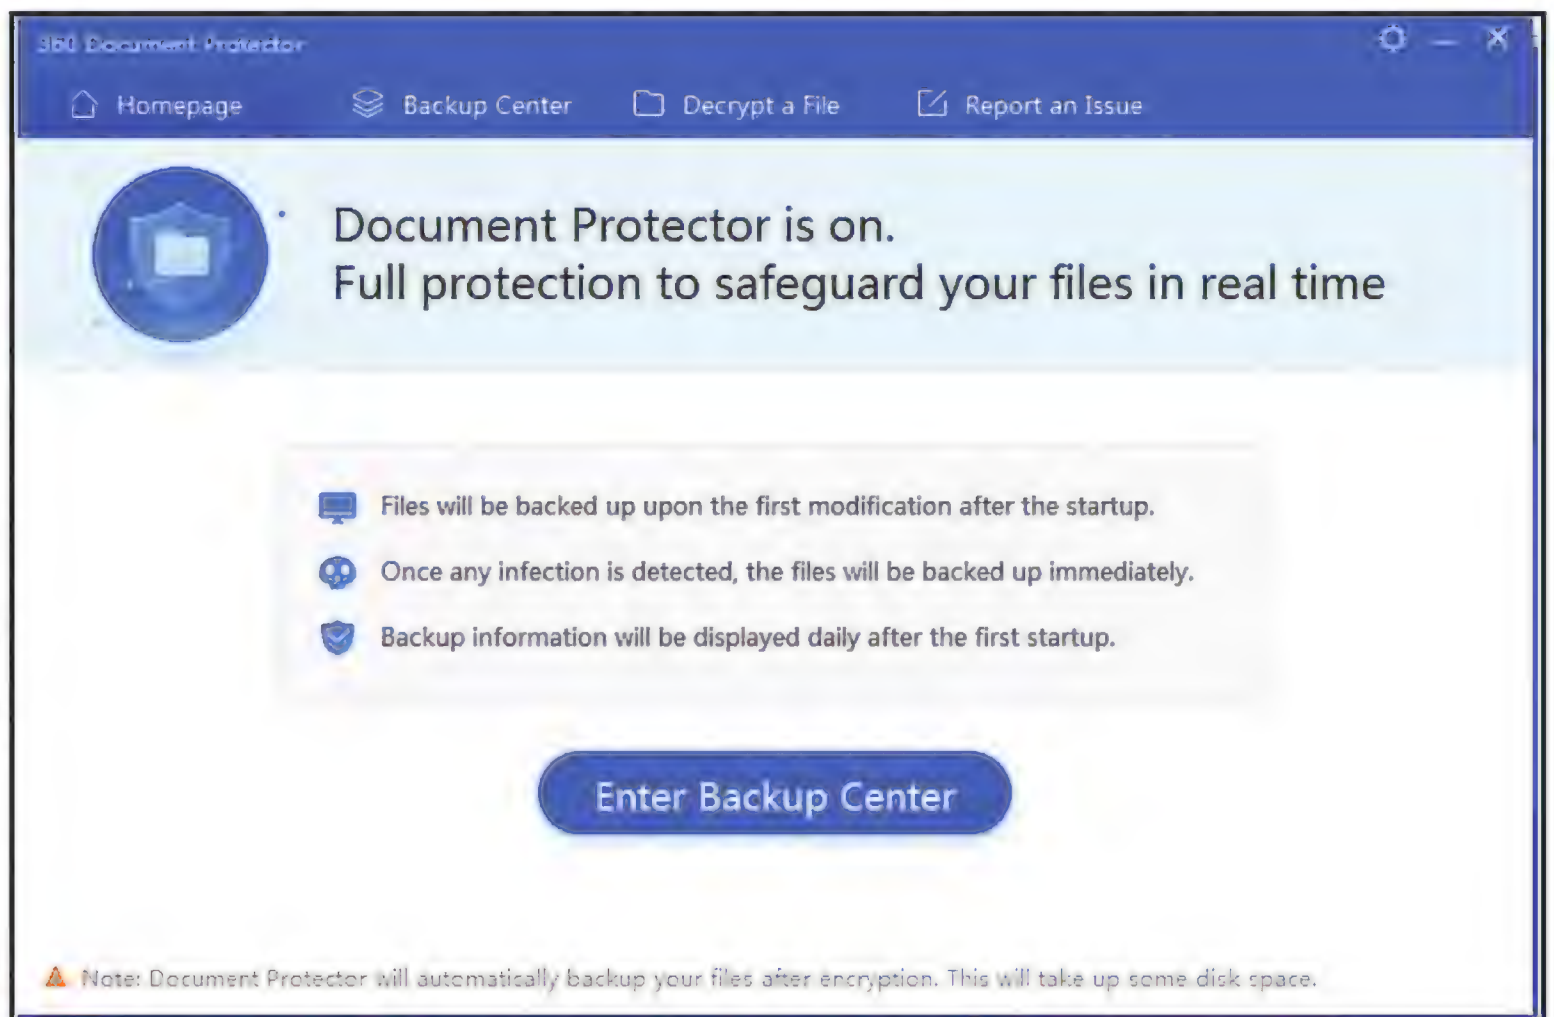 360 Document Protector
Homepage
Backup Center
Decrypt a File
Report an Issue
Document Protector is on.
Full protection to safeguard your files in real time
Files will be backed up upon the first modification after the startup.
Once any infection is detected, the files will be backed up immediately.
Backup information will be displayed daily after the first startup.
Enter Backup Center
Note: Document Protector will automatically backup your files after encryption. This will take up some disk space.